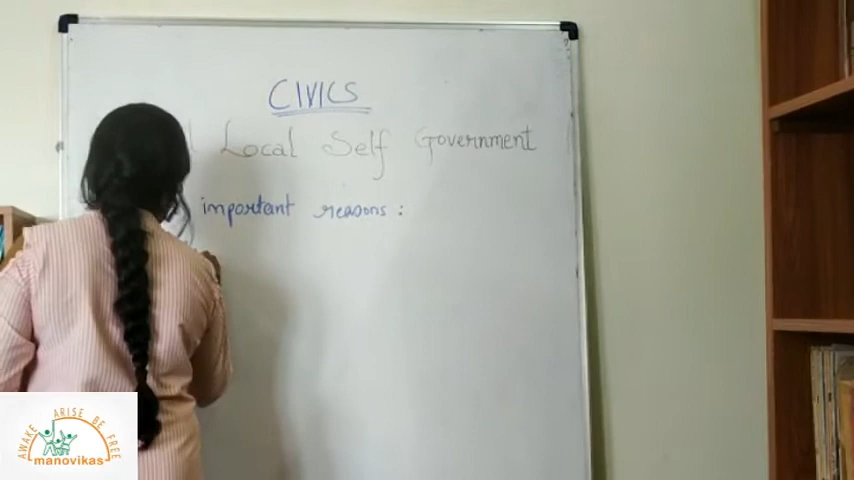 CIVICS
Local Self Government
important reasons :
AWAKE ARISE BE FREE
manovikas